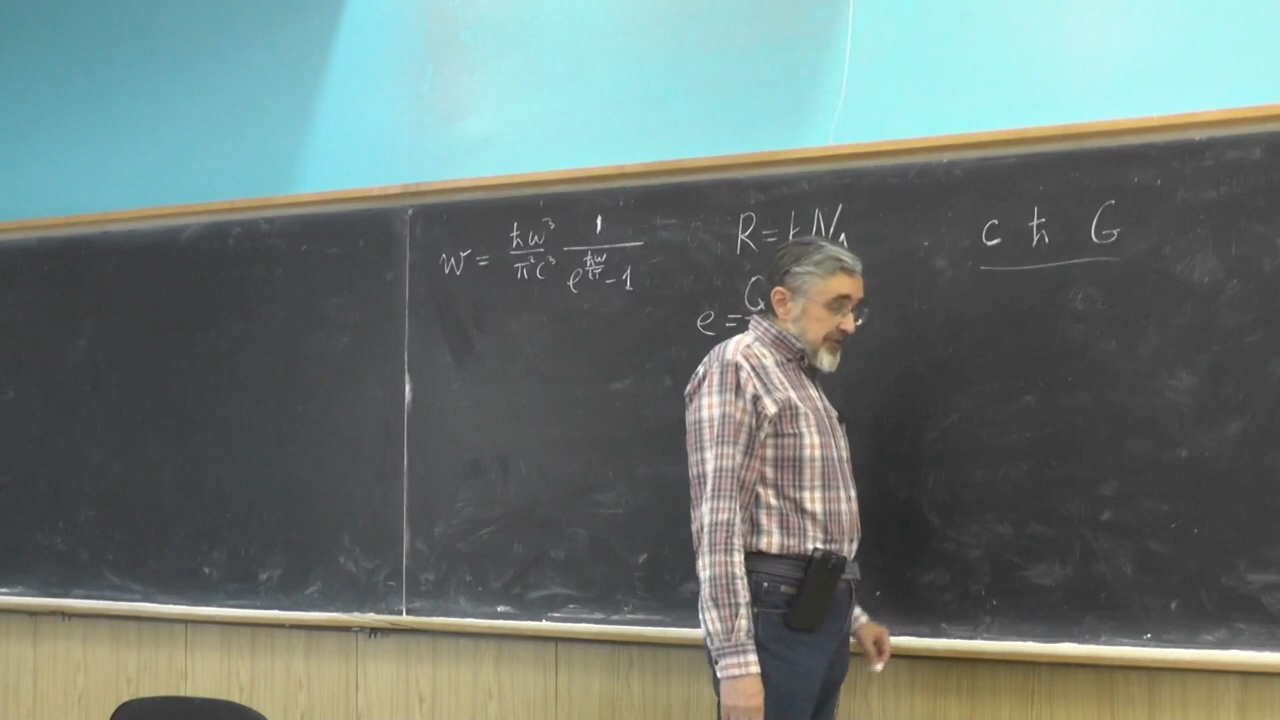 w = ħω³/π²c³ 1/e^(ħω/kT) - 1
R = kN
e =
c ħ G